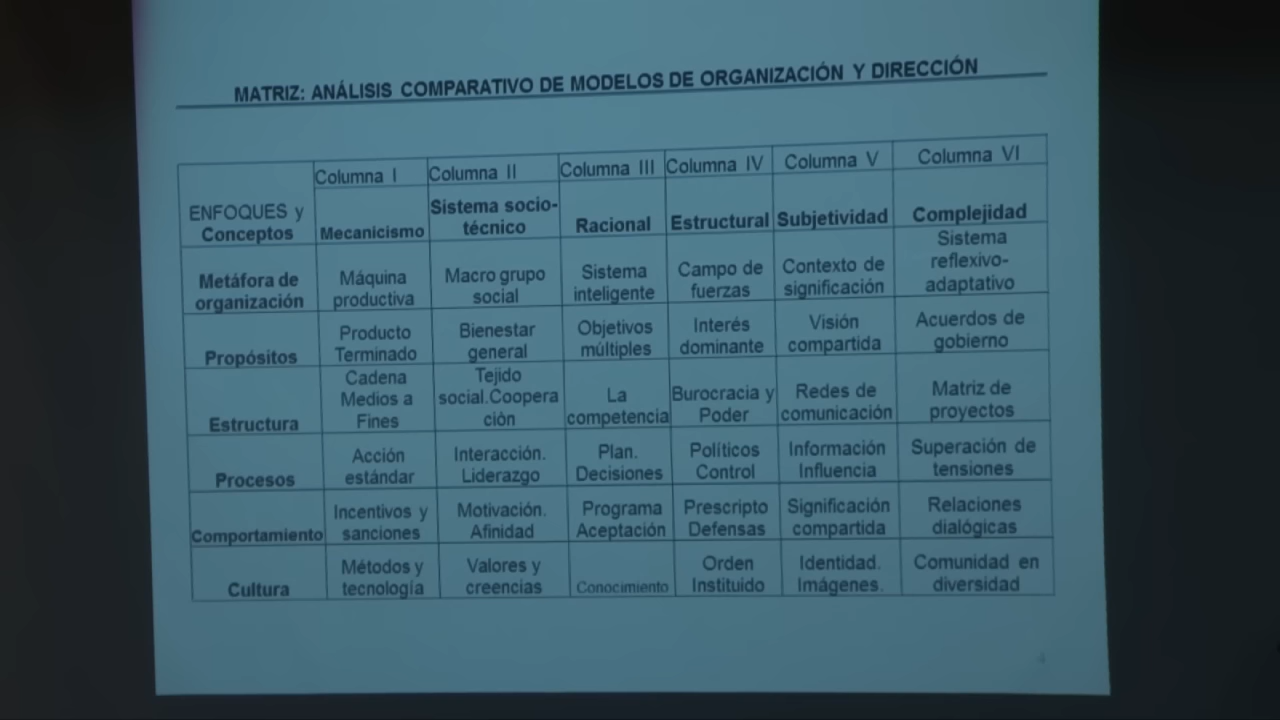 MATRIZ: ANÁLISIS COMPARATIVO DE MODELOS DE ORGANIZACIÓN Y DIRECCIÓN
Columna I Columna II Columna III Columna IV Columna V Columna VI
ENFOQUES y Conceptos Mecanicismo Sistema socio-técnico Racional Estructural Subjetividad Complejidad
Metáfora de organización Máquina productiva Macro grupo social Sistema inteligente Campo de fuerzas Contexto de significación Sistema reflexivo-adaptativo
Propósitos Producto Terminado Bienestar general Objetivos múltiples Interés dominante Visión compartida Acuerdos de gobierno
Estructura Cadena Medios a Fines Tejido social.Cooperación La competencia Burocracia y Poder Redes de comunicación Matriz de proyectos
Procesos Acción estándar Interacción. Liderazgo Plan. Decisiones Políticos Control Información Influencia Superación de tensiones
Comportamiento Incentivos y sanciones Motivación. Afinidad Programa Aceptación Prescripto Defensas Significación compartida Relaciones dialógicas
Cultura Métodos y tecnología Valores y creencias Conocimiento Orden Instituido Identidad. Imágenes. Comunidad en diversidad